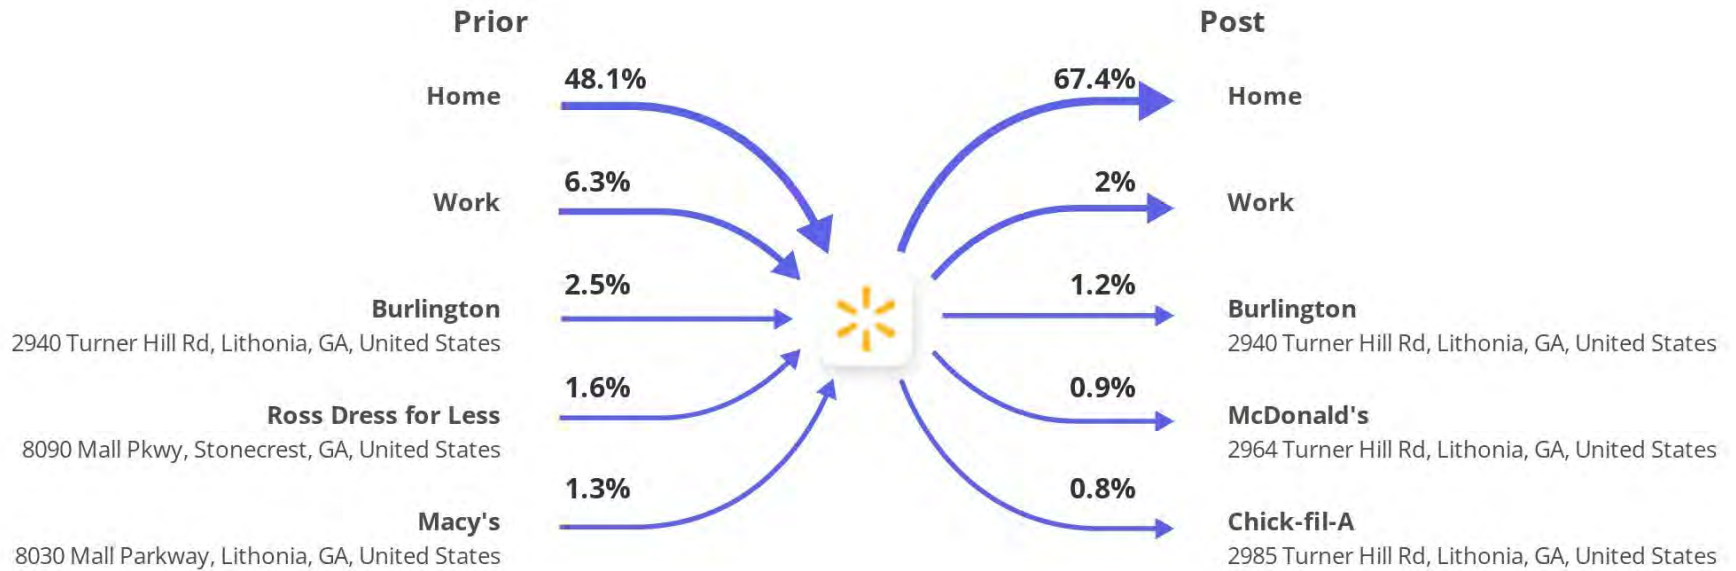 Prior
Post
48.1%
Home
6.3%
Work
2.5%
Burlington
2940 Turner Hill Rd, Lithonia, GA, United States
1.6%
Ross Dress for Less
8090 Mall Pkwy, Stonecrest, GA, United States
1.3%
Macy's
8030 Mall Parkway, Lithonia, GA, United States
67.4%
Home
2%
Work
1.2%
Burlington
2940 Turner Hill Rd, Lithonia, GA, United States
0.9%
McDonald's
2964 Turner Hill Rd, Lithonia, GA, United States
0.8%
Chick-fil-A
2985 Turner Hill Rd, Lithonia, GA, United States